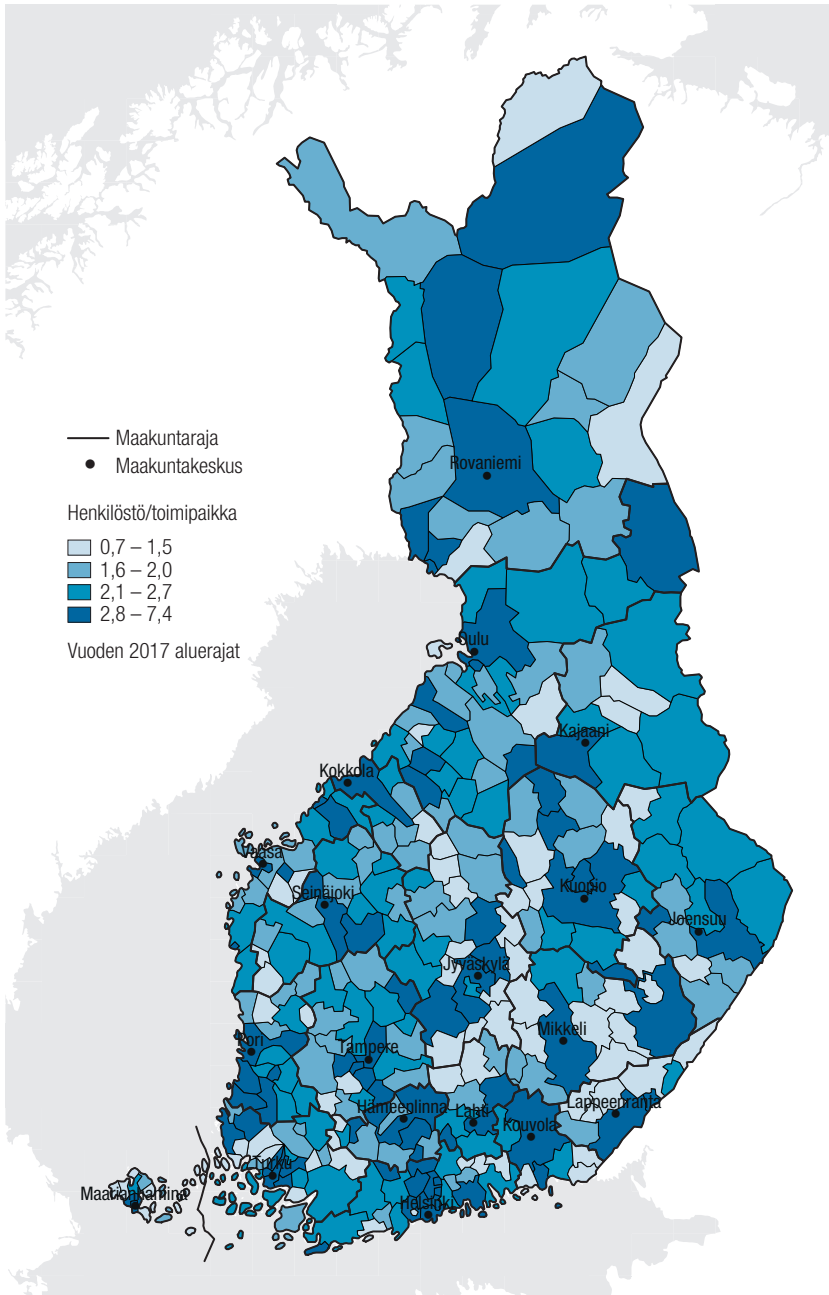 Maakuntaraja
Maakuntakeskus
Henkilöstö/toimipaikka
0,7 – 1,5
1,6 – 2,0
2,1 – 2,7
2,8 – 7,4
Vuoden 2017 aluerajat
Rovaniemi
Oulu
Kajaani
Kokkola
Vaasa
Seinäjoki
Kuopio
Joensuu
Jyväskylä
Mikkeli
Pori
Tampere
Hämeenlinna
Lahti
Lappeenranta
Kouvola
Turku
Maarianhamina
Helsinki